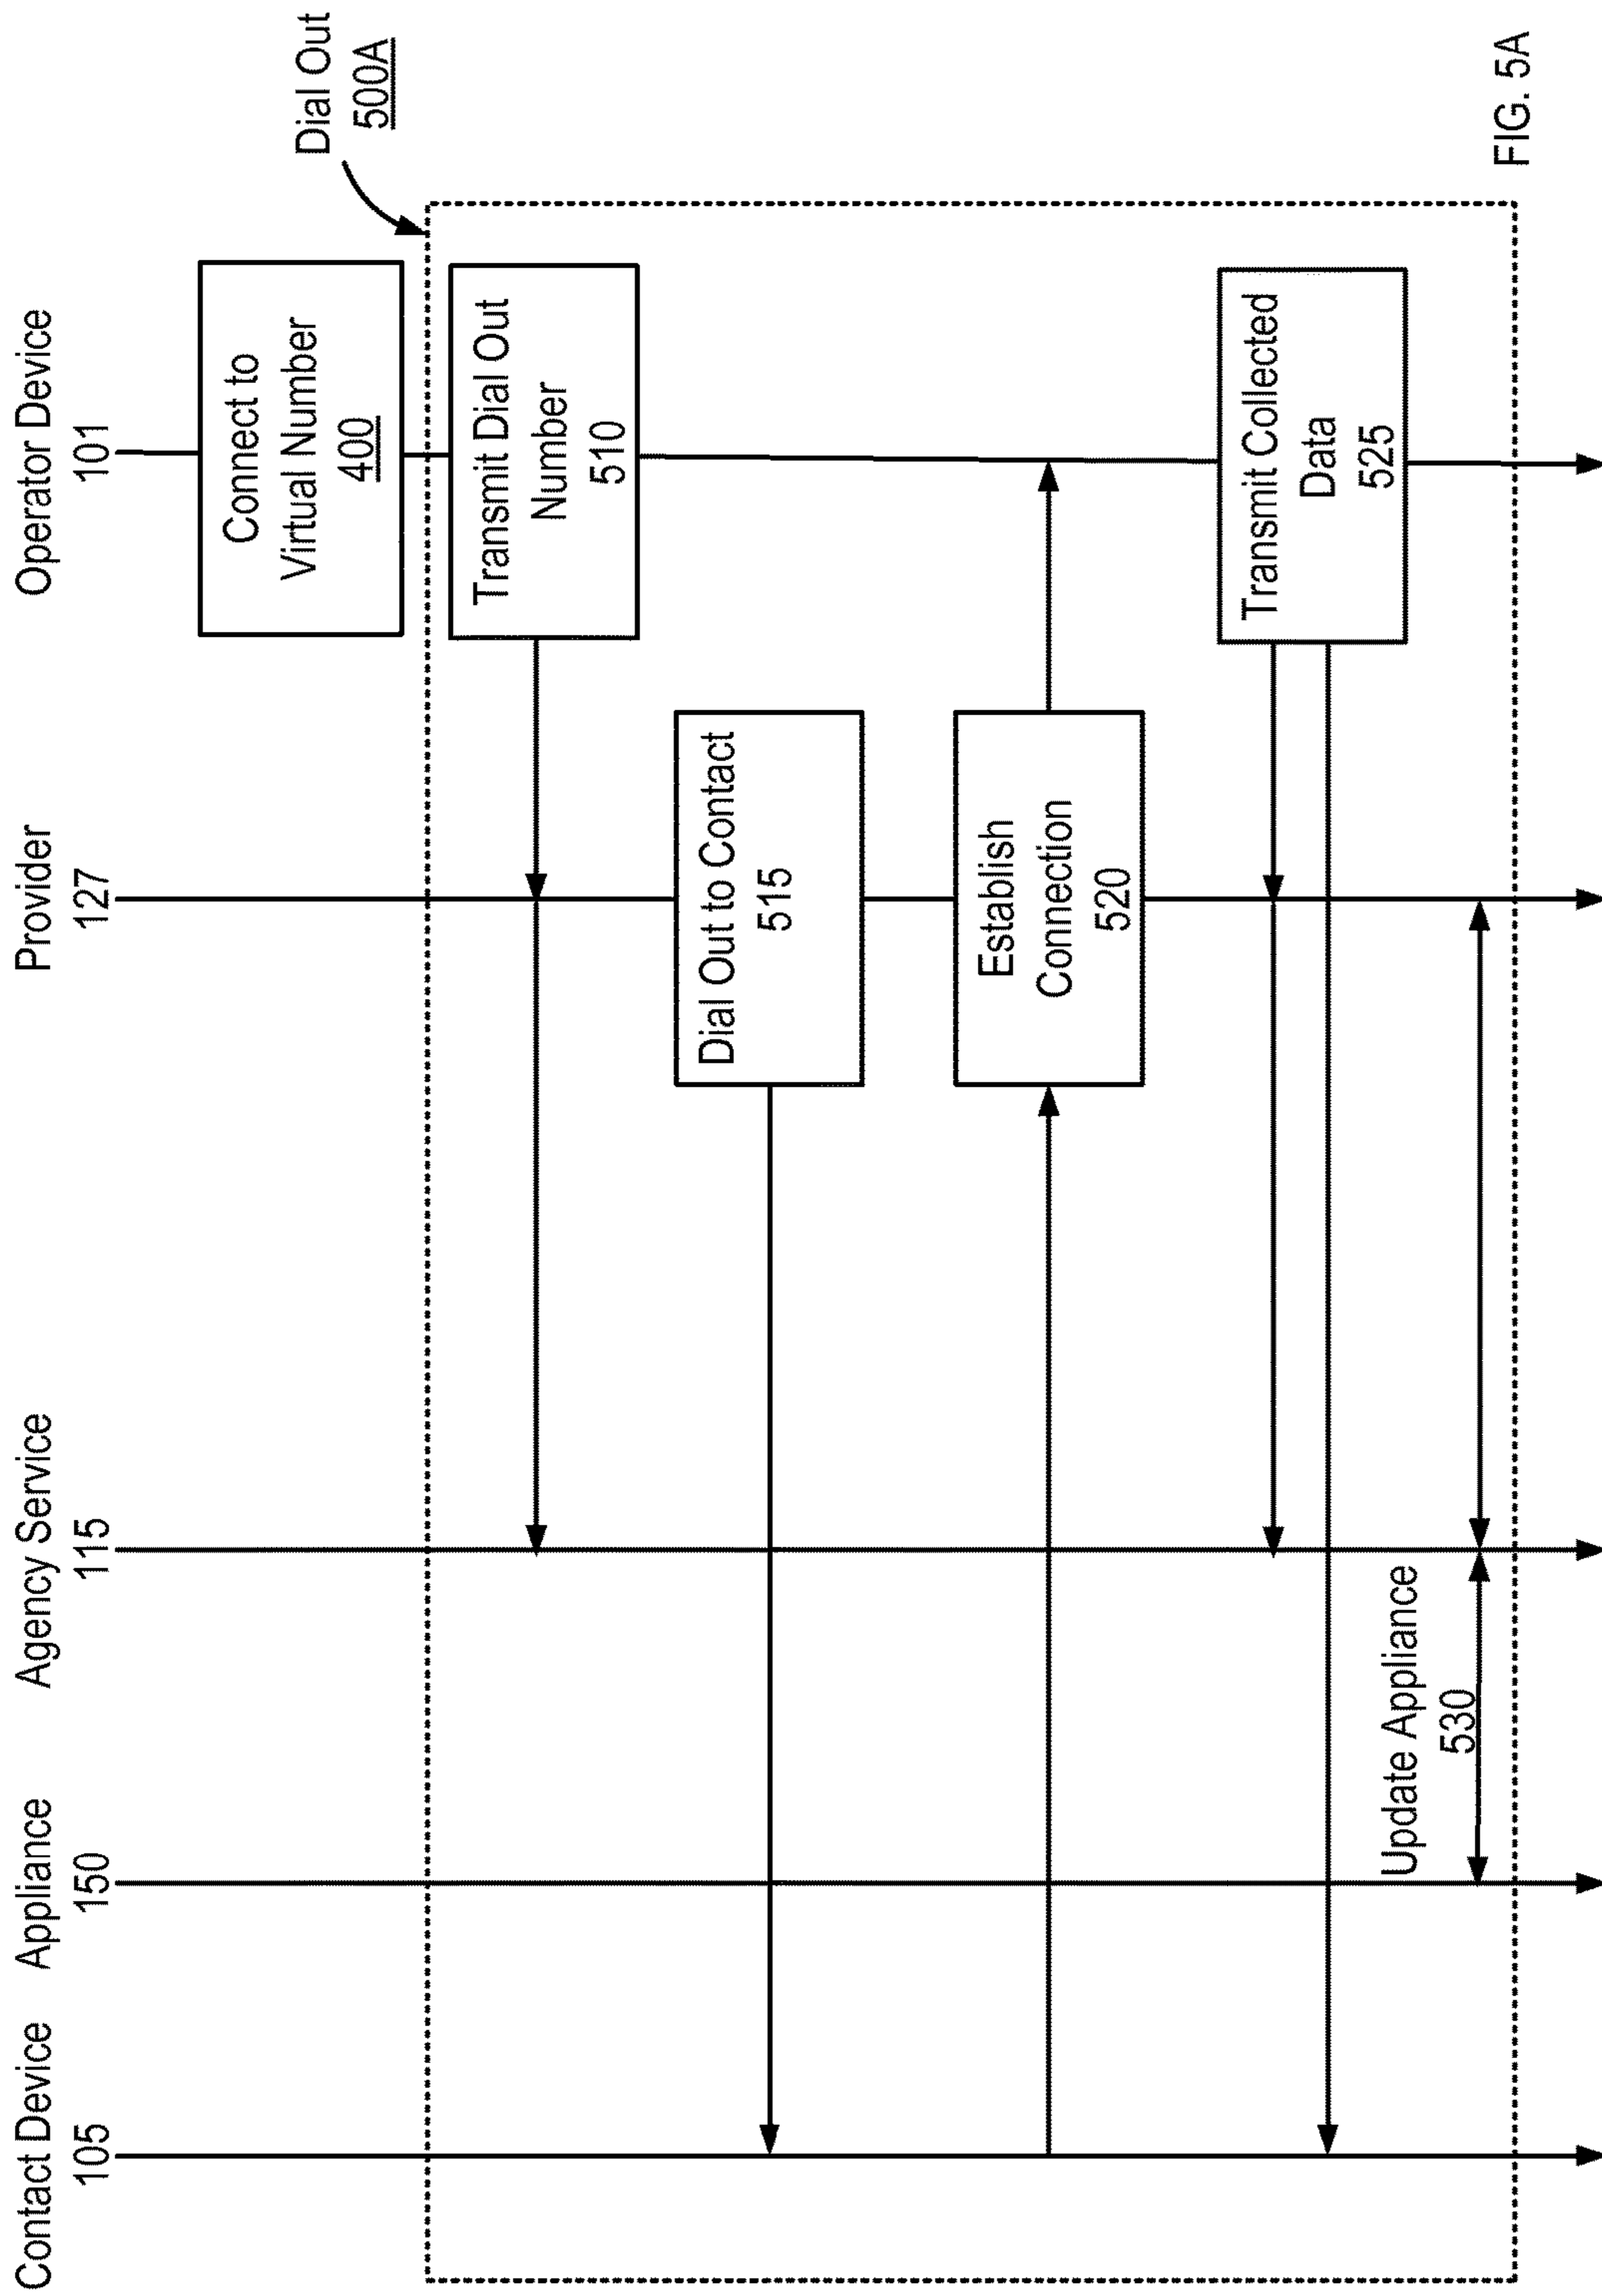 Contact Device
105
Appliance
150
Agency Service
115
Provider
127
Operator Device
101
Connect to
Virtual Number
400
Dial Out
500A
Transmit Dial Out
Number
510
Dial Out to Contact
515
Establish
Connection
520
Transmit Collected
Data
525
Update Appliance
530
FIG. 5A